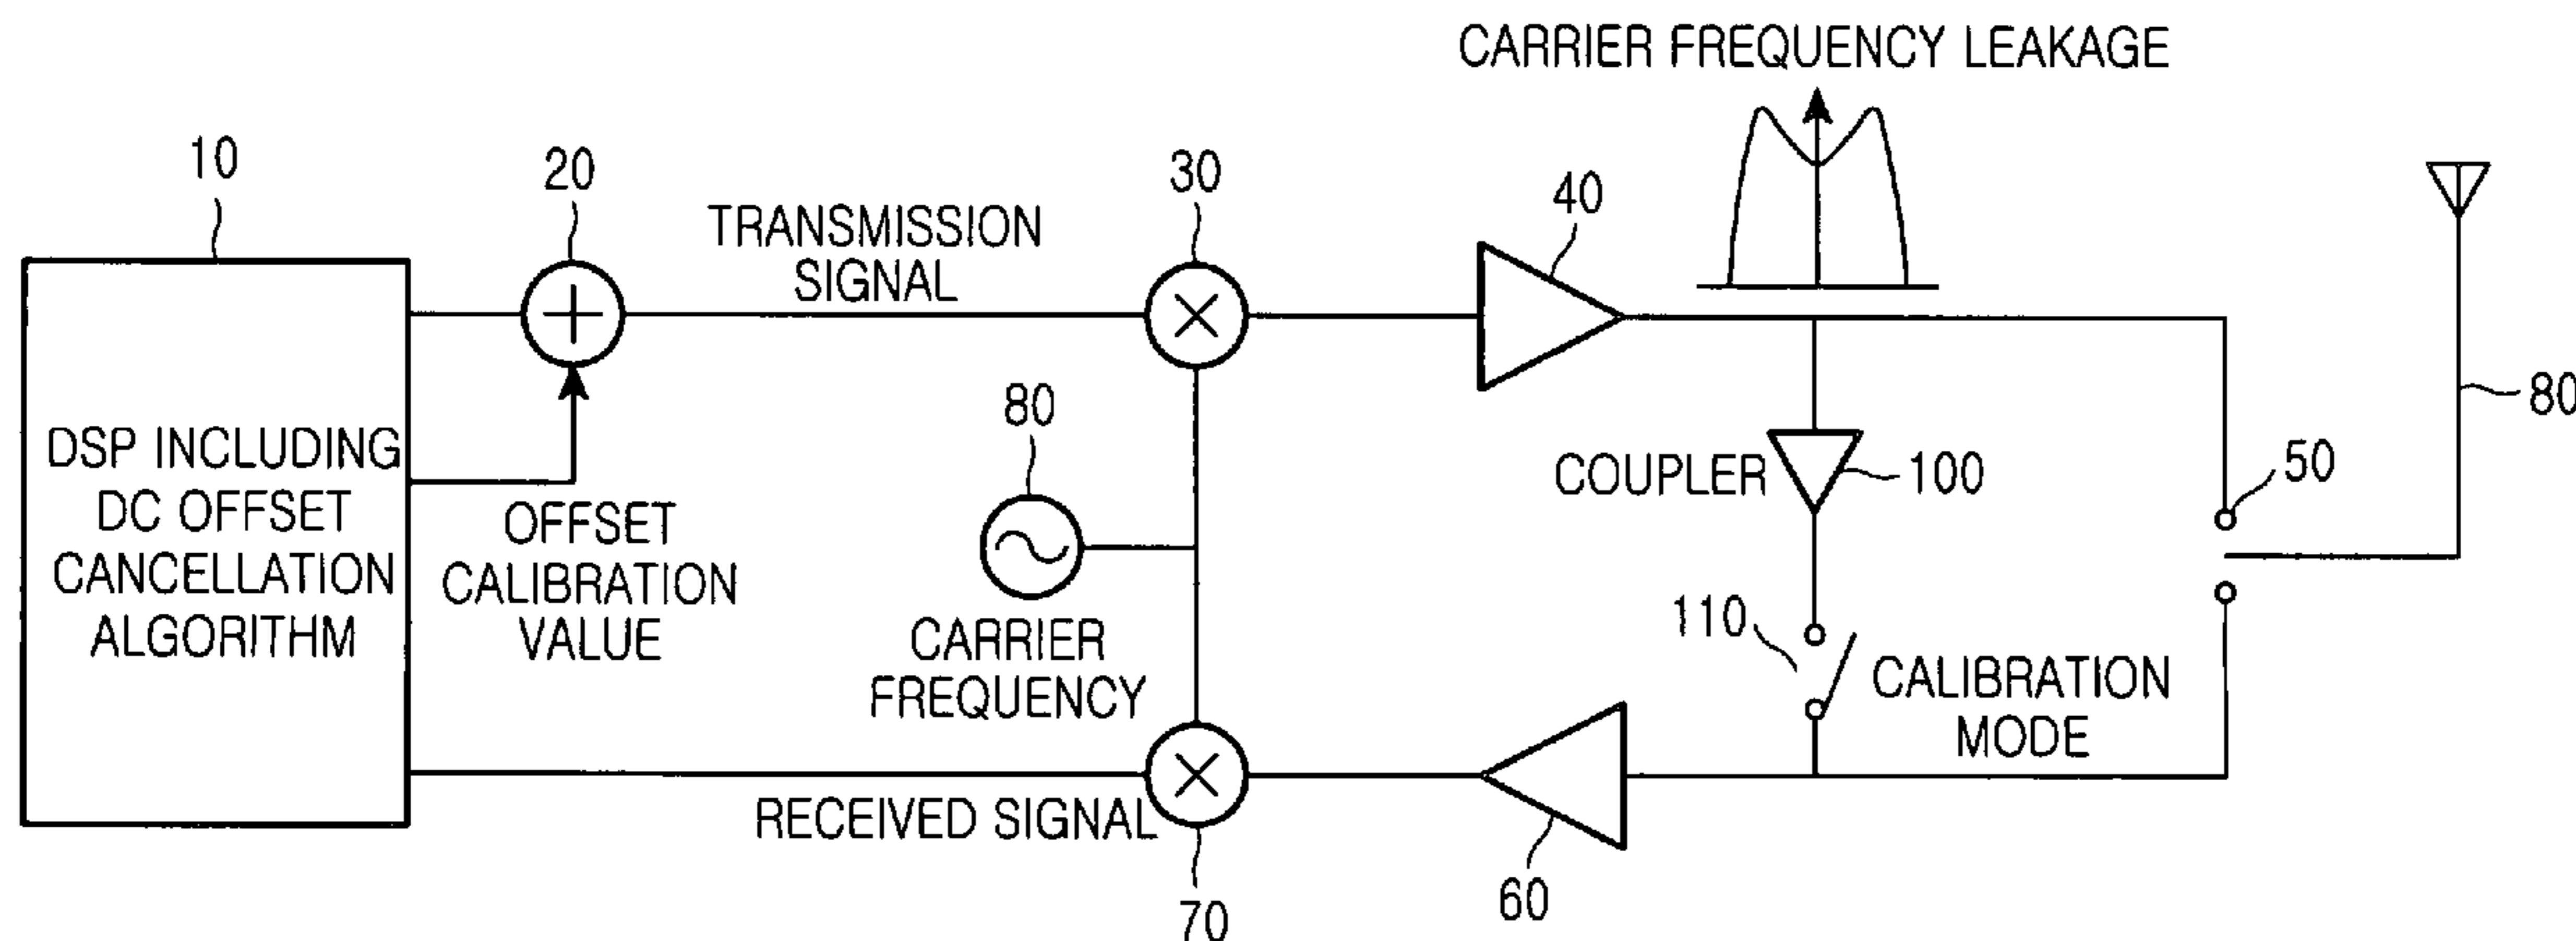 CARRIER FREQUENCY LEAKAGE
10
20
TRANSMISSION
SIGNAL
30
40
80
DSP INCLUDING
DC OFFSET
CANCELLATION
ALGORITHM
OFFSET
CALIBRATION
VALUE
80
CARRIER
FREQUENCY
COUPLER
100
50
110
CALIBRATION
MODE
RECEIVED SIGNAL
70
60